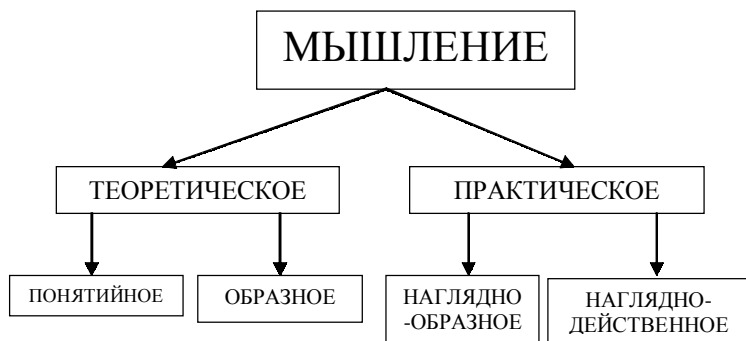 МЫШЛЕНИЕ
ТЕОРЕТИЧЕСКОЕ
ПРАКТИЧЕСКОЕ
ПОНЯТИЙНОЕ
ОБРАЗНОЕ
НАГЛЯДНО
-ОБРАЗНОЕ
НАГЛЯДНО-
ДЕЙСТВЕННОЕ